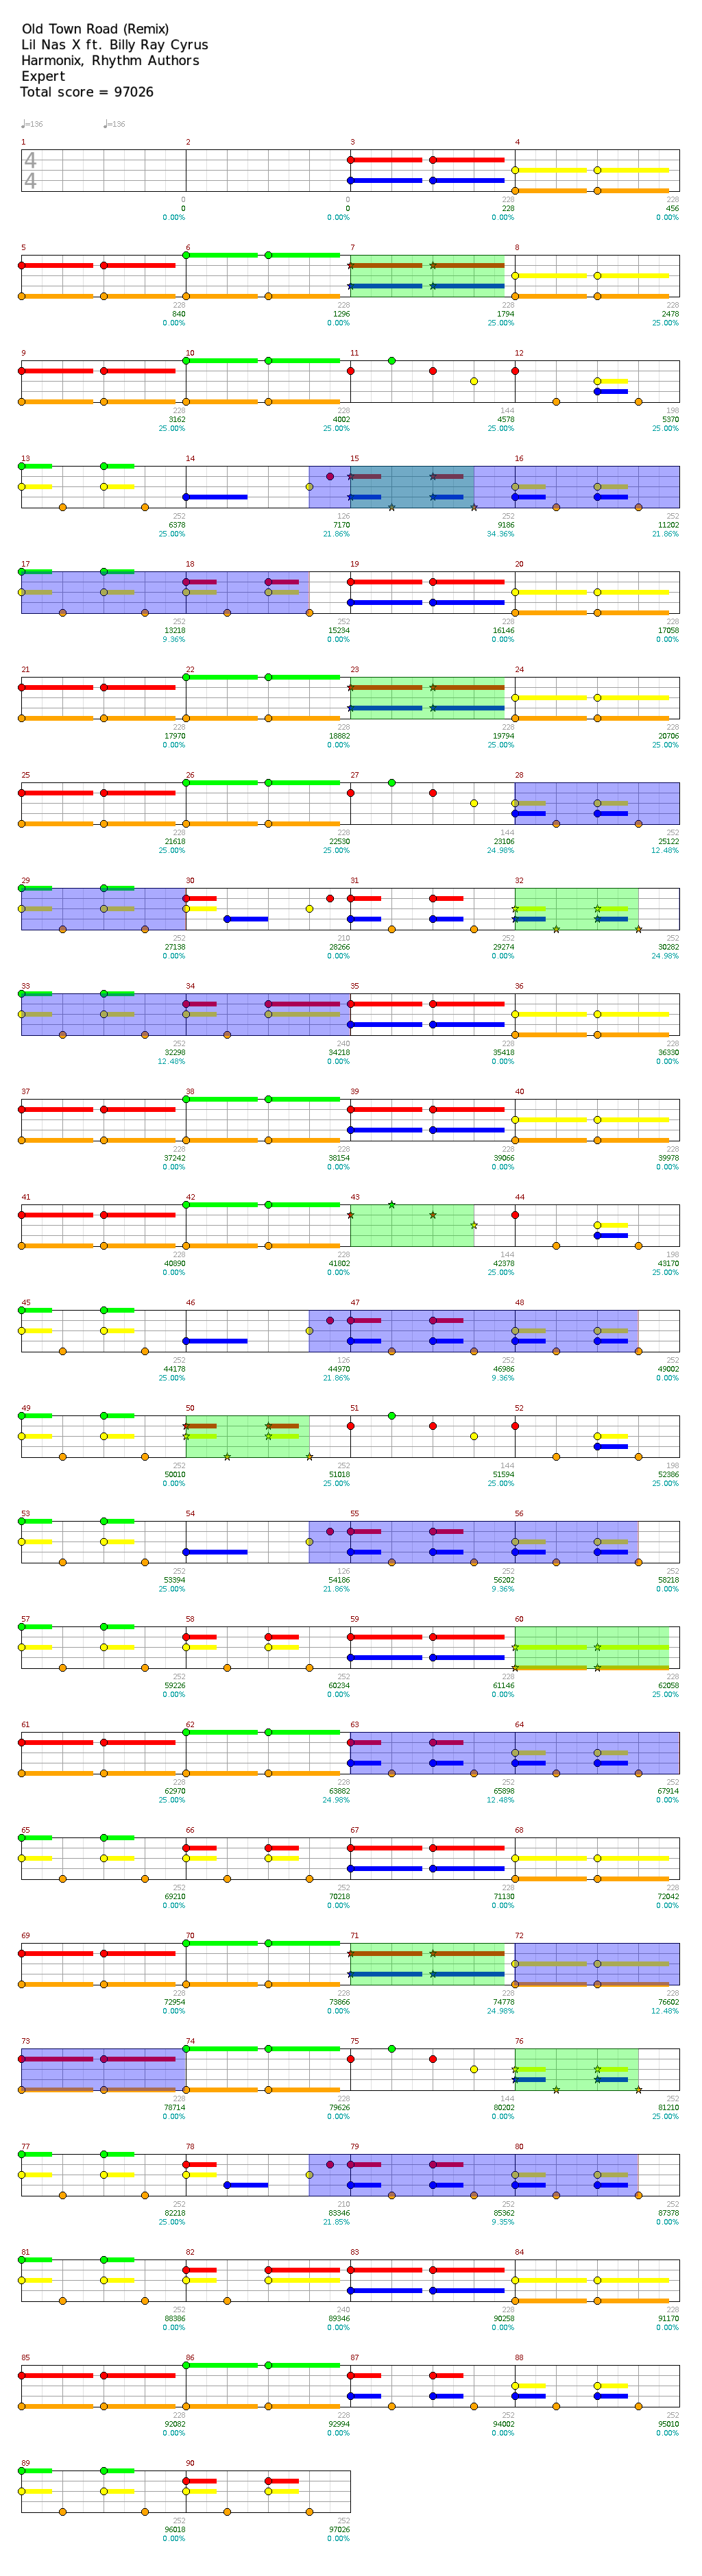 Old Town Road (Remix)
Lil Nas X ft. Billy Ray Cyrus
Harmonix, Rhythm Authors
Expert
Total score = 97026
♩=136 ♩=136
1 2 3 4
4
4
0 0 228 228
0 0 228 456
0.00% 0.00% 0.00% 0.00%
5 6 7 8
228 228 228 228
840 1296 1794 2478
0.00% 0.00% 25.00% 25.00%
9 10 11 12
228 228 144 198
3162 4002 4578 5370
25.00% 25.00% 25.00% 25.00%
13 14 15 16
252 126 252 252
6378 7170 9186 11202
25.00% 21.86% 34.36% 21.86%
17 18 19 20
252 252 228 228
13218 15234 16146 17058
9.36% 0.00% 0.00% 0.00%
21 22 23 24
228 228 228 228
17970 18882 19794 20706
0.00% 0.00% 25.00% 25.00%
25 26 27 28
228 228 144 252
21618 22530 23106 25122
25.00% 25.00% 24.98% 12.48%
29 30 31 32
252 210 252 252
27138 28266 29274 30282
0.00% 0.00% 0.00% 24.98%
33 34 35 36
252 240 228 228
32298 34218 35418 36330
12.48% 0.00% 0.00% 0.00%
37 38 39 40
228 228 228 228
37242 38154 39066 39978
0.00% 0.00% 0.00% 0.00%
41 42 43 44
228 228 144 198
40890 41802 42378 43170
0.00% 0.00% 25.00% 25.00%
45 46 47 48
252 126 252 252
44178 44970 46986 49002
25.00% 21.86% 9.36% 0.00%
49 50 51 52
252 252 144 198
50010 51018 51594 52386
0.00% 25.00% 25.00% 25.00%
53 54 55 56
252 126 252 252
53394 54186 56202 58218
25.00% 21.86% 9.36% 0.00%
57 58 59 60
252 252 228 228
59226 60234 61146 62058
0.00% 0.00% 0.00% 25.00%
61 62 63 64
228 228 252 252
62970 63882 65898 67914
25.00% 24.98% 12.48% 0.00%
65 66 67 68
252 252 228 228
69210 70218 71130 72042
0.00% 0.00% 0.00% 0.00%
69 70 71 72
228 228 228 228
72954 73866 74778 76602
0.00% 0.00% 24.98% 12.48%
73 74 75 76
228 228 144 252
78714 79626 80202 81210
0.00% 0.00% 0.00% 25.00%
77 78 79 80
252 210 252 252
82218 83346 85362 87378
25.00% 21.85% 9.35% 0.00%
81 82 83 84
252 240 228 228
88386 89346 90258 91170
0.00% 0.00% 0.00% 0.00%
85 86 87 88
228 228 252 252
92082 92994 94002 95010
0.00% 0.00% 0.00% 0.00%
89 90
252 252
96018 97026
0.00% 0.00%